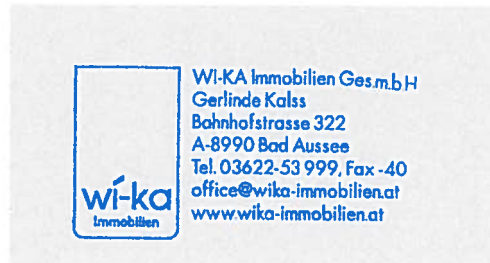 wi-ka
Immobilien
WI-KA Immobilien Ges.m.b H
Gerlinde Kalss
Bahnhofstrasse 322
A-8990 Bad Aussee
Tel. 03622-53 999, Fax -40
office@wika-immobilien.at
www.wika-immobilien.at